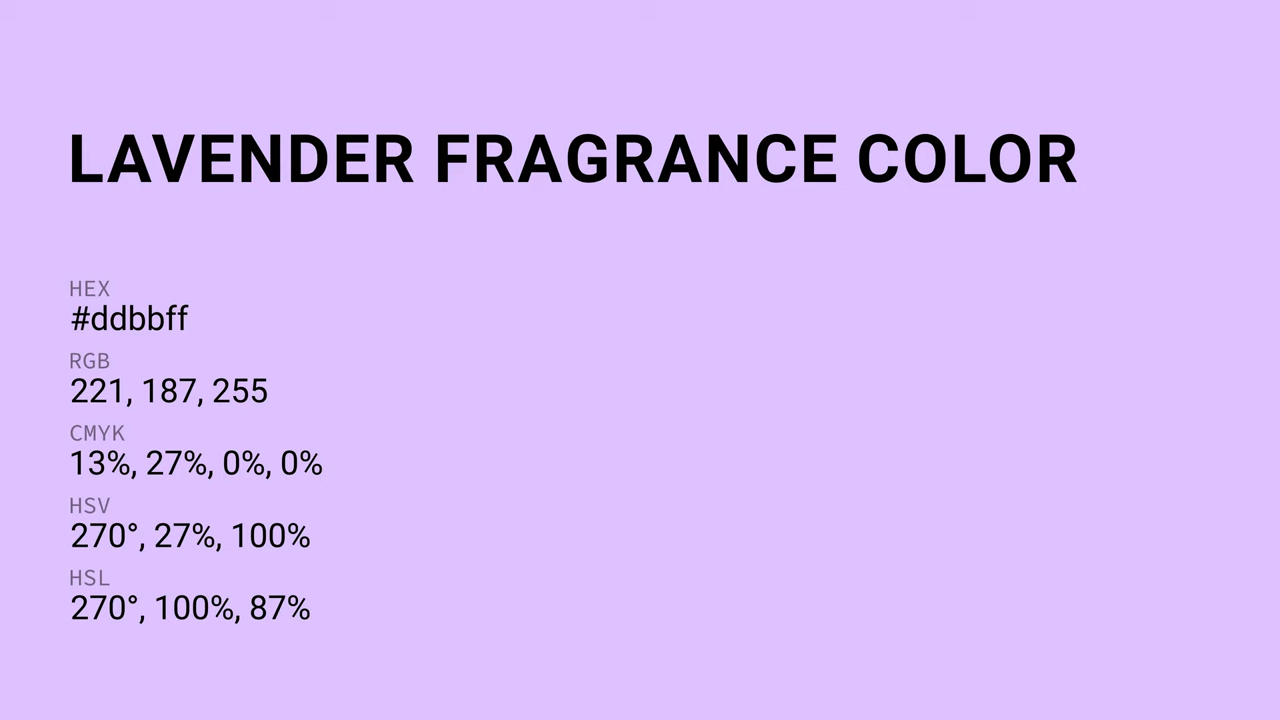 LAVENDER FRAGRANCE COLOR
HEX
#ddbbff
RGB
221, 187, 255
CMYK
13%, 27%, 0%, 0%
HSV
270°, 27%, 100%
HSL
270°, 100%, 87%